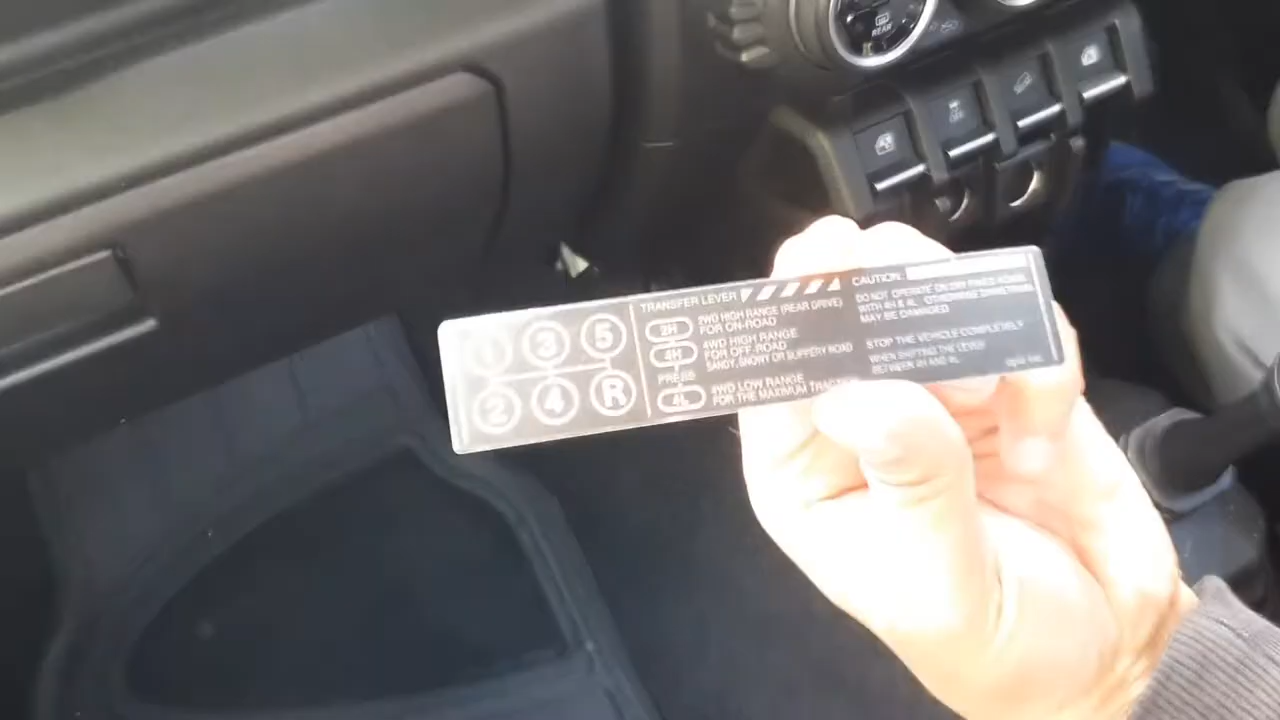 REAR
OFF
1 3 5
2 4 R
TRANSFER LEVER
2H
2WD HIGH RANGE (REAR DRIVE)
FOR ON-ROAD
4H
4WD HIGH RANGE
FOR OFF-ROAD
SANDY, SNOWY OR SLIPPERY ROAD
PRESS
4L
4WD LOW RANGE
FOR THE MAXIMUM
CAUTION:
DO NOT OPERATE ON DRY PAVED ROADS
WITH 4H & 4L. OTHERWISE DRIVETRAIN
MAY BE DAMAGED
STOP THE VEHICLE COMPLETELY
WHEN SHIFTING THE LEVER
BETWEEN 4H AND 4L.